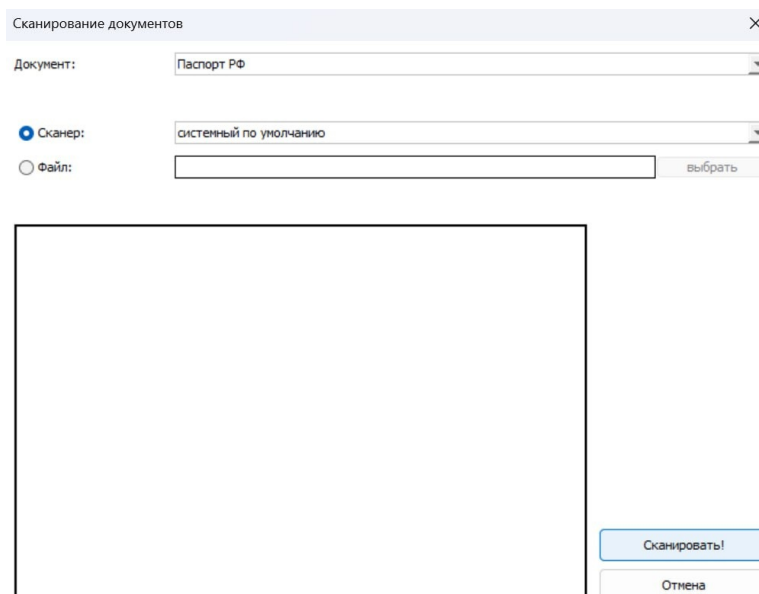 Сканирование документов
Документ: Паспорт РФ
Сканер: системный по умолчанию
Файл: выбрать
Сканировать!
Отмена